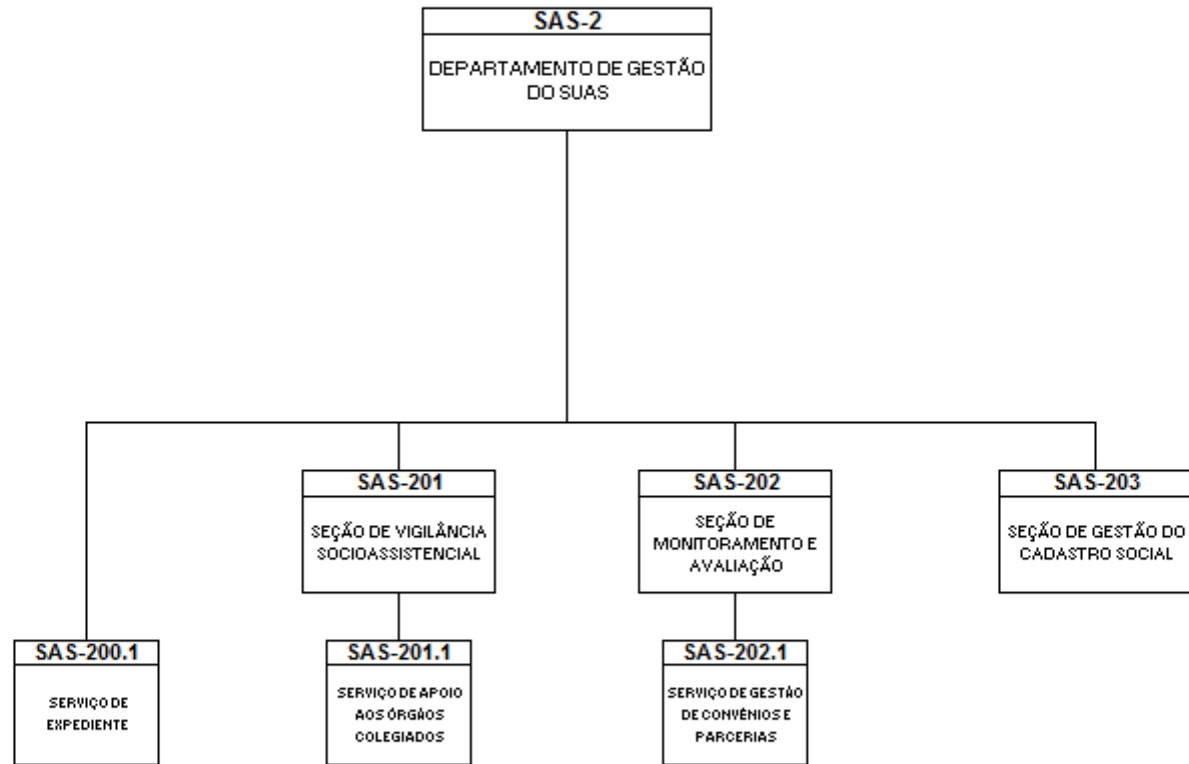 SAS-2
DEPARTAMENTO DE GESTÃO
DO SUAS
SAS-201
SEÇÃO DE VIGILÂNCIA
SOCIOASSISTENCIAL
SAS-202
SEÇÃO DE
MONITORAMENTO E
AVALIAÇÃO
SAS-203
SEÇÃO DE GESTÃO DO
CADASTRO SOCIAL
SAS-200.1
SERVIÇO DE
EXPEDIENTE
SAS-201.1
SERVIÇO DE APOIO
AOS ÓRGÃOS
COLEGIADOS
SAS-202.1
SERVIÇO DE GESTÃO
DE CONVÊNIOS E
PARCERIAS